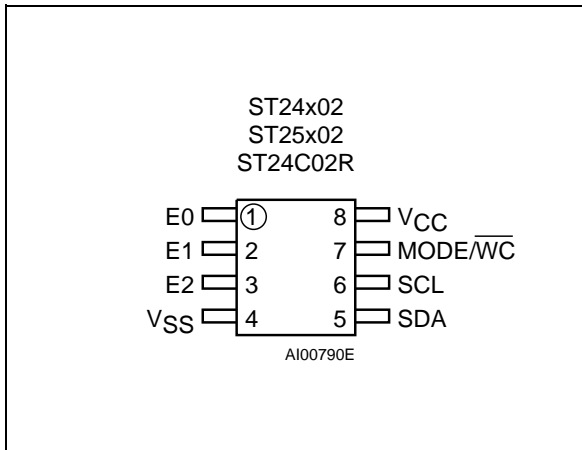 ST24x02
ST25x02
ST24C02R
E0 1 8 VCC
E1 2 7 MODE/WC
E2 3 6 SCL
VSS 4 5 SDA
AI00790E